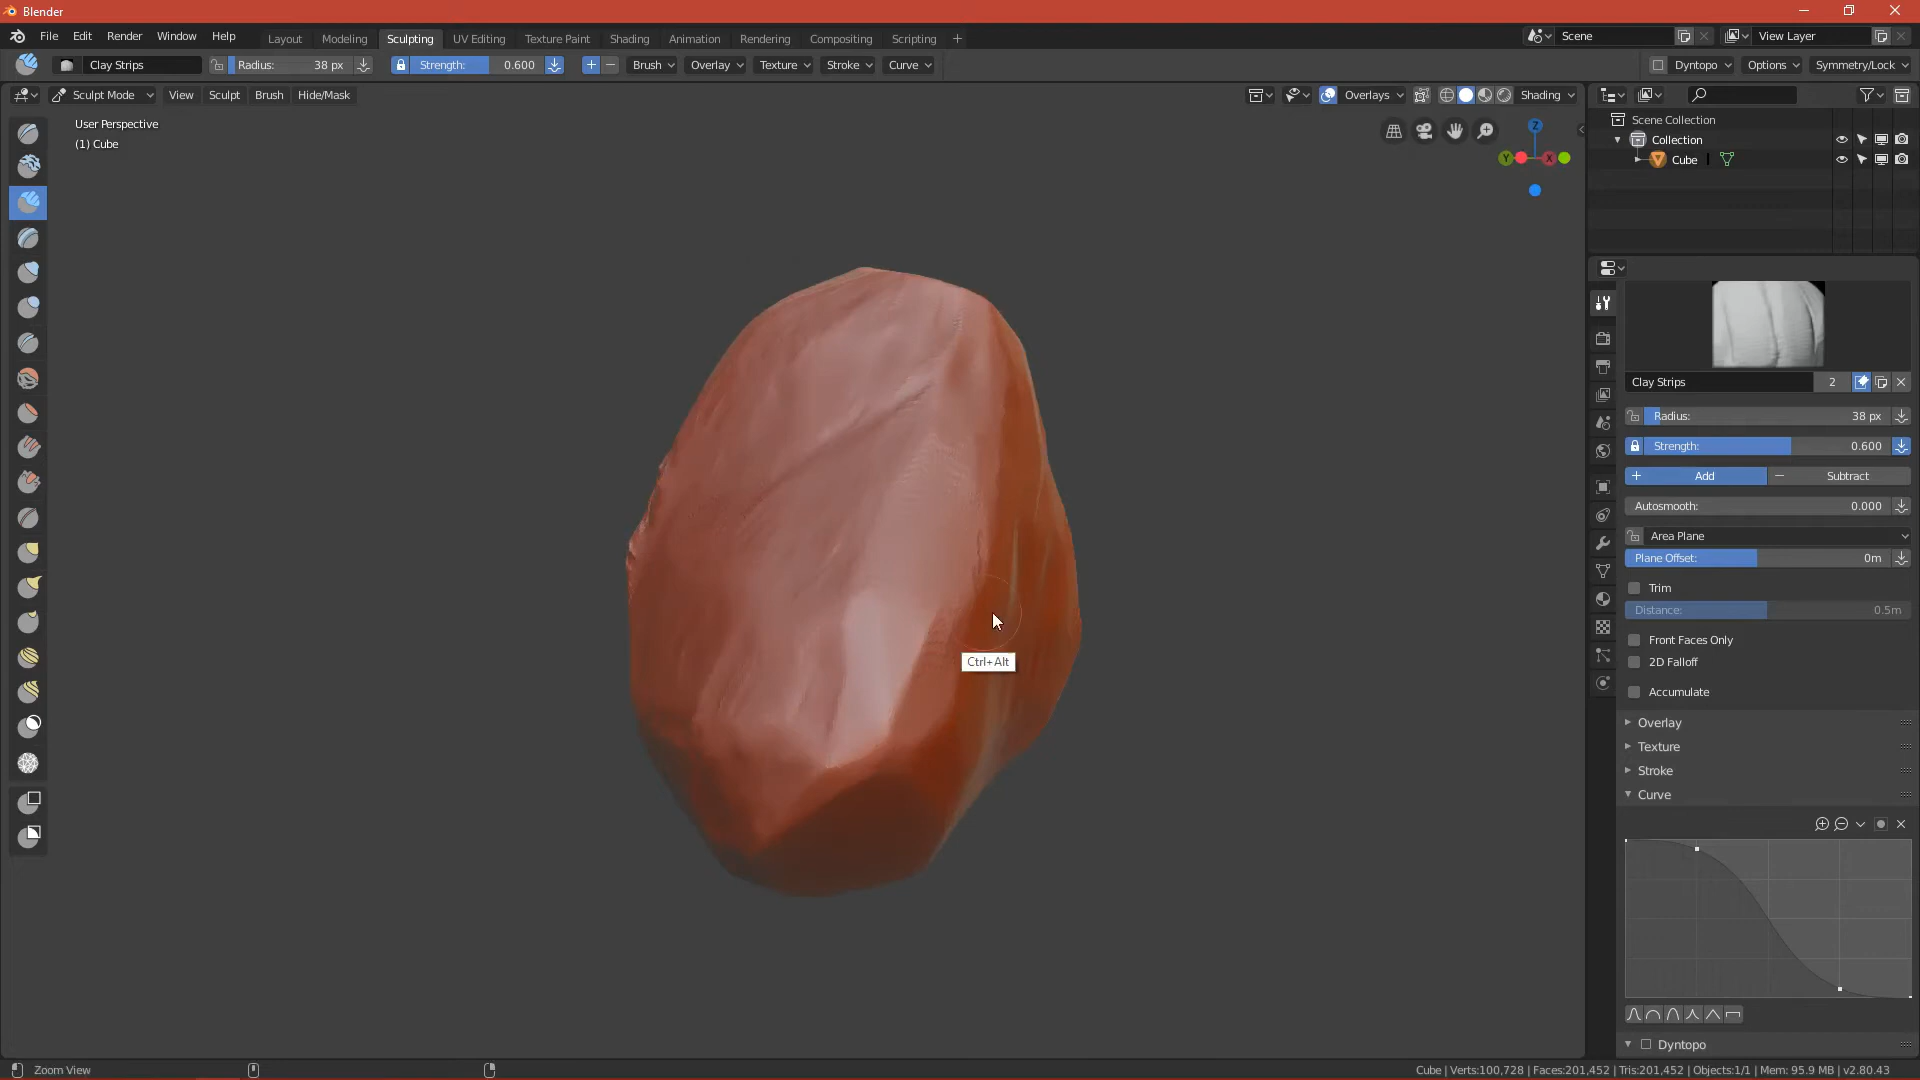 Blender
File Edit Render Window Help Layout Modeling Sculpting UV Editing Texture Paint Shading Animation Rendering Compositing Scripting + Scene View Layer
Clay Strips Radius: 38 px Strength: 0.600 + − Brush Overlay Texture Stroke Curve Dyntopo Options Symmetry/Lock
Sculpt Mode View Sculpt Brush Hide/Mask Overlays Shading
User Perspective
(1) Cube
Z
Y X
Ctrl+Alt
Scene Collection
Collection
Cube
Clay Strips 2
Radius: 38 px
Strength: 0.600
+ Add − Subtract
Autosmooth: 0.000
Area Plane
Plane Offset: 0m
Trim
Distance: 0.5m
Front Faces Only
2D Falloff
Accumulate
Overlay
Texture
Stroke
Curve
Dyntopo
Zoom View
Cube | Verts:100,728 | Faces:201,452 | Tris:201,452 | Objects:1/1 | Mem: 95.9 MB | v2.80.43